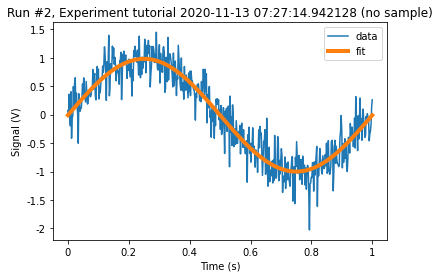 Run #2, Experiment tutorial 2020-11-13 07:27:14.942128 (no sample)
data
fit
Signal (V)
1.5
1
0.5
0
-0.5
-1
-1.5
-2
0
0.2
0.4
0.6
0.8
1
Time (s)